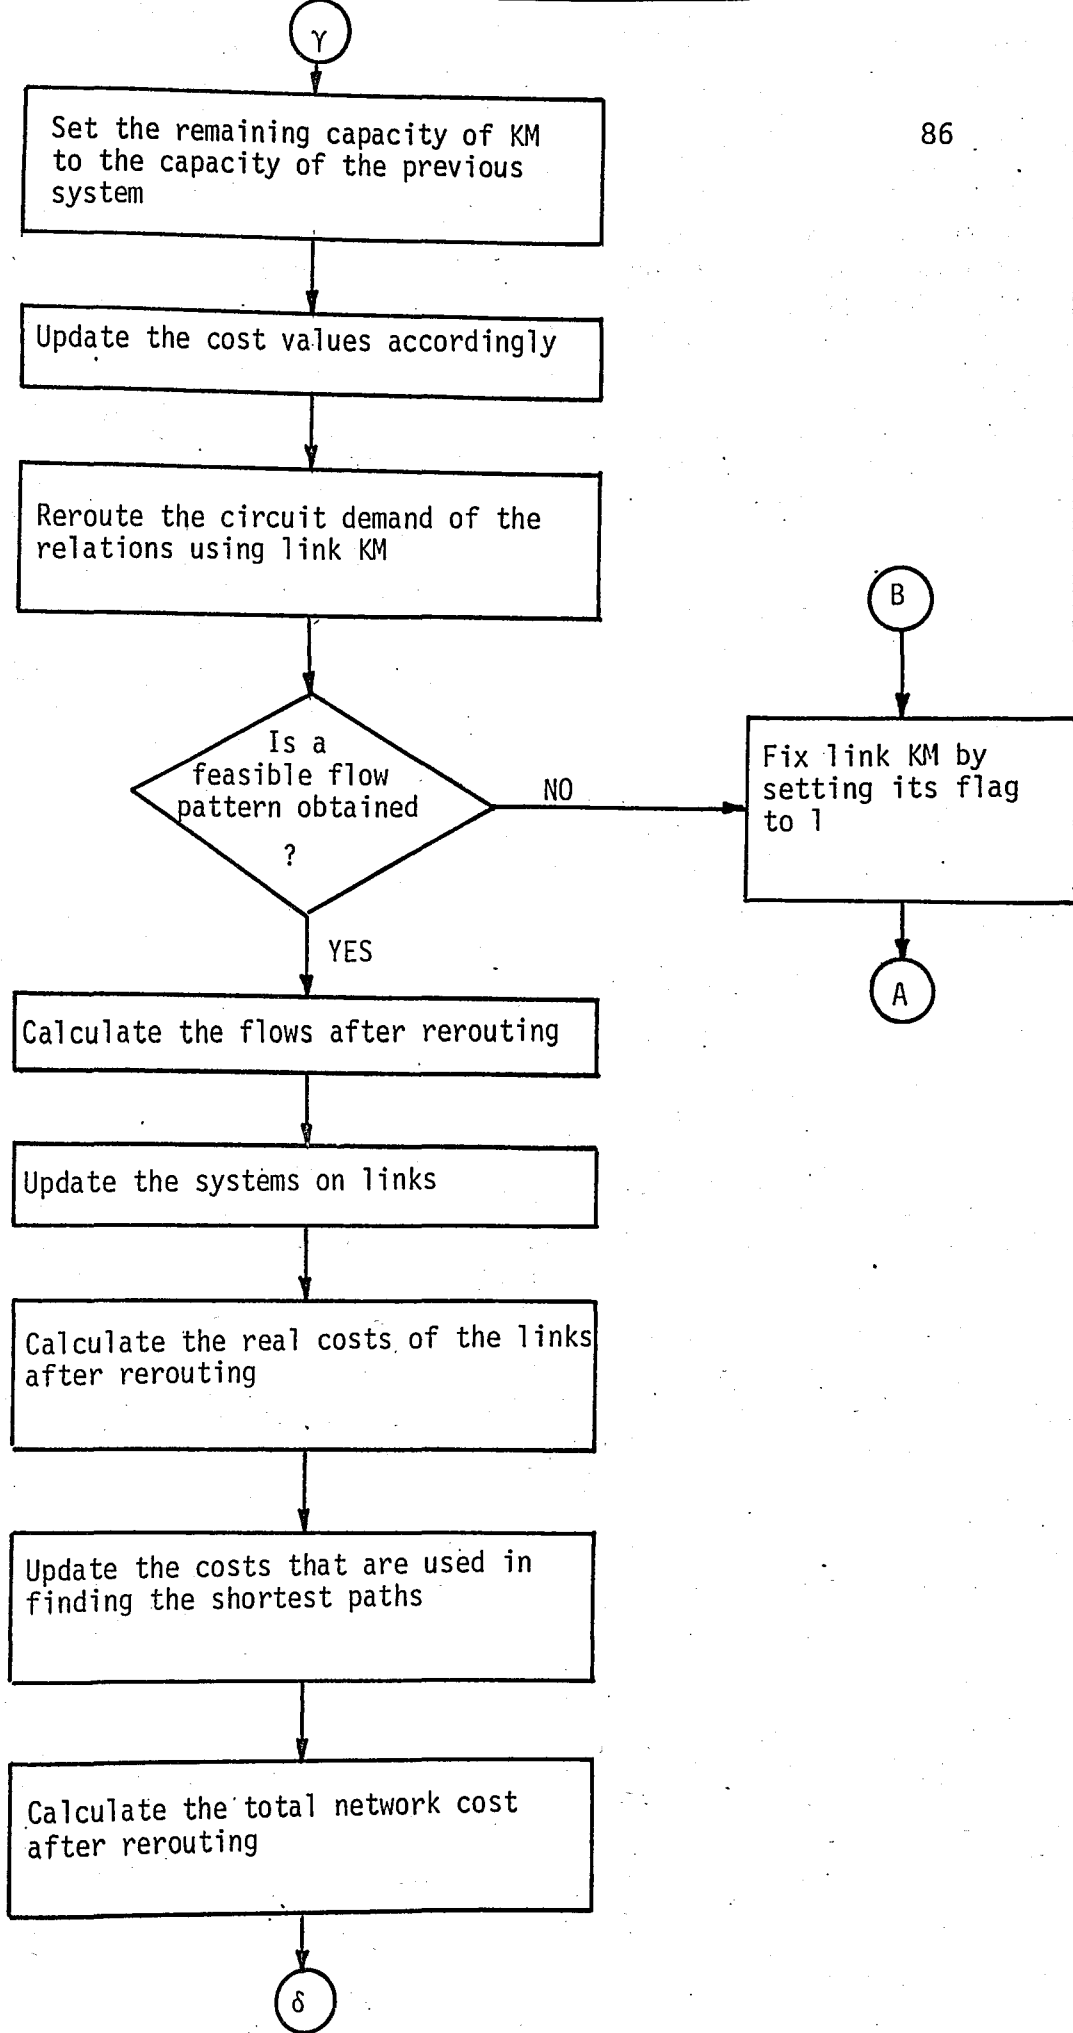 γ
86
Set the remaining capacity of KM
to the capacity of the previous
system
Update the cost values accordingly
Reroute the circuit demand of the
relations using link KM
Is a
feasible flow
pattern obtained
?
NO
B
Fix link KM by
setting its flag
to 1
A
YES
Calculate the flows after rerouting
Update the systems on links
Calculate the real costs of the links
after rerouting
Update the costs that are used in
finding the shortest paths
Calculate the total network cost
after rerouting
δ